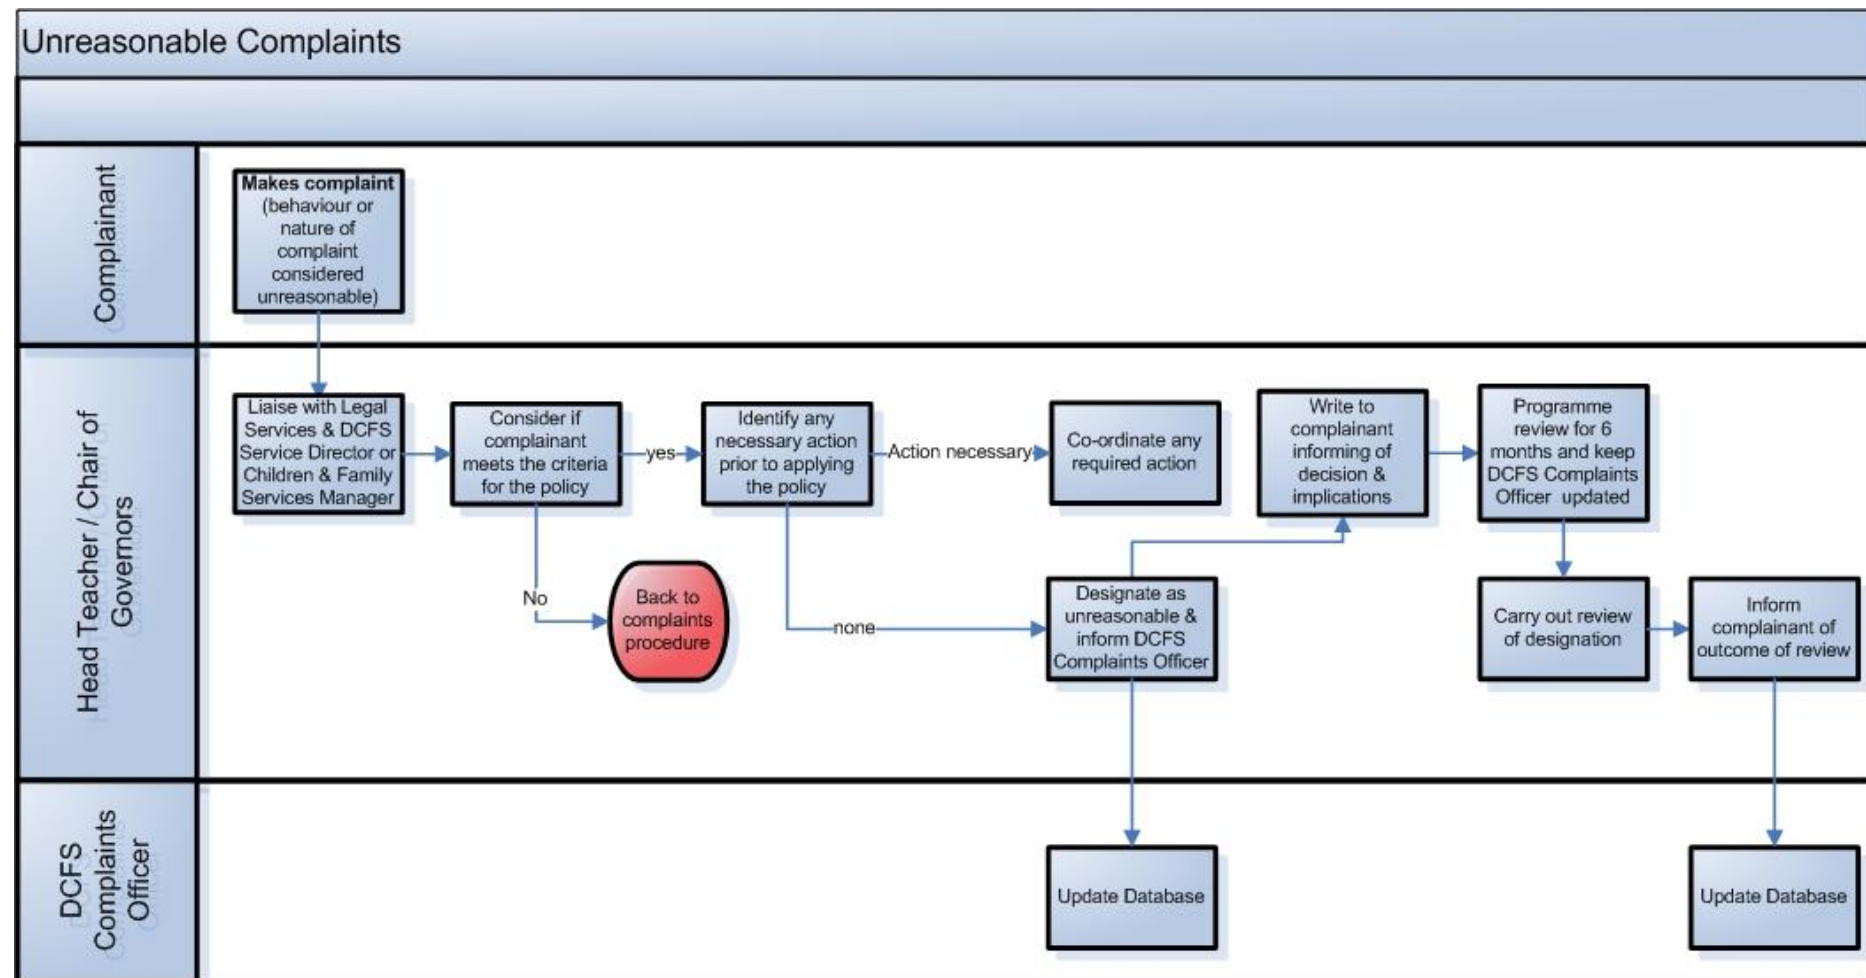 Unreasonable Complaints
Complainant
Makes complaint
(behaviour or
nature of
complaint
considered
unreasonable)
Head Teacher / Chair of
Governors
Liaise with Legal
Services & DCFS
Service Director or
Children & Family
Services Manager
Consider if
complainant
meets the criteria
for the policy
yes
Identify any
necessary action
prior to applying
the policy
Action necessary
Co-ordinate any
required action
Write to
complainant
informing of
decision &
implications
Programme
review for 6
months and keep
DCFS Complaints
Officer updated
No
Back to
complaints
procedure
none
Designate as
unreasonable &
inform DCFS
Complaints Officer
Carry out review
of designation
Inform
complainant of
outcome of review
DCFS
Complaints
Officer
Update Database
Update Database